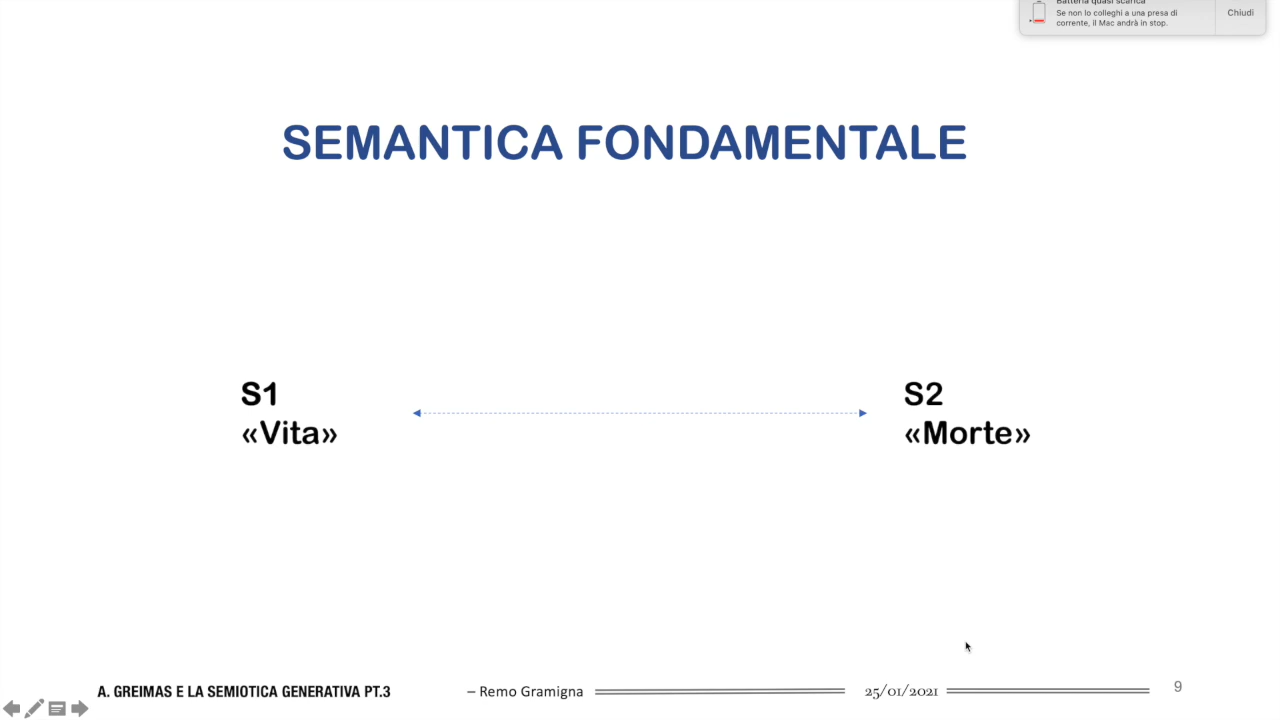 Batteria quasi scarica
Se non lo colleghi a una presa di
corrente, il Mac andrà in stop.
Chiudi
SEMANTICA FONDAMENTALE
S1
«Vita»
S2
«Morte»
A. GREIMAS E LA SEMIOTICA GENERATIVA PT.3
– Remo Gramigna
25/01/2021
9